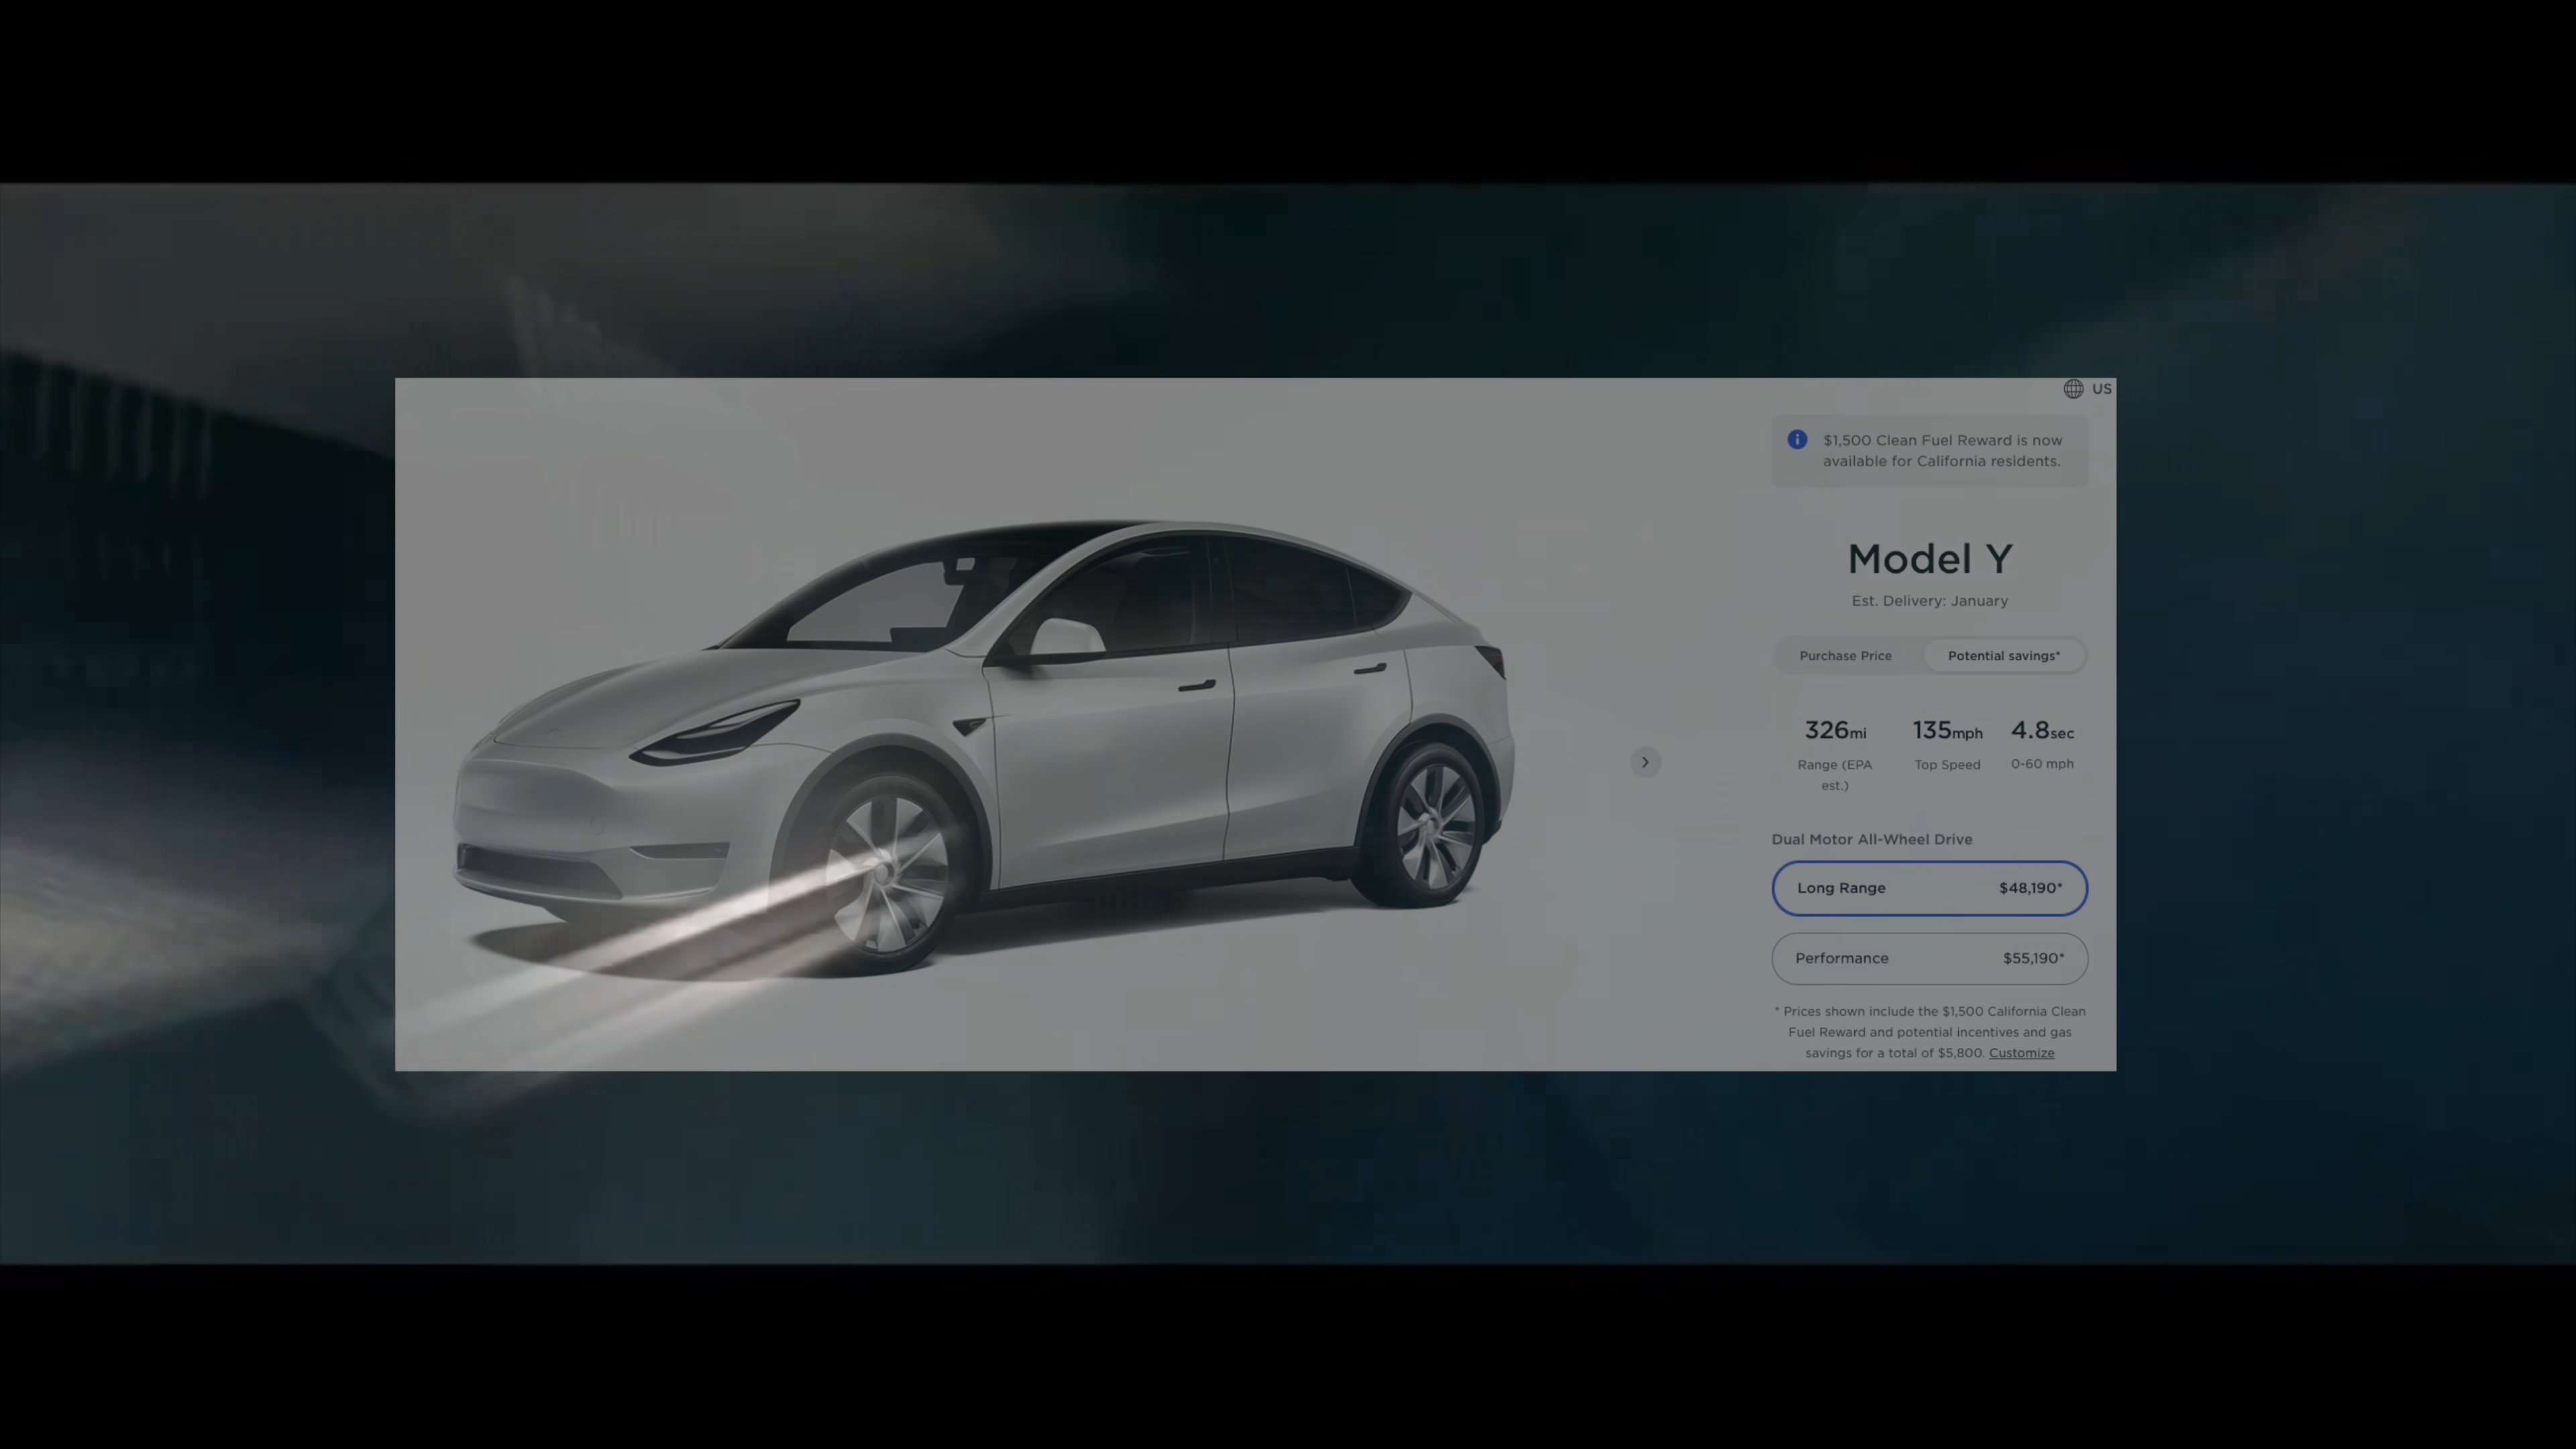 US
$1,500 Clean Fuel Reward is now
available for California residents.
Model Y
Est. Delivery: January
Purchase Price
Potential savings*
326mi
135mph
4.8sec
Range (EPA
est.)
Top Speed
0-60 mph
Dual Motor All-Wheel Drive
Long Range
$48,190*
Performance
$55,190*
* Prices shown include the $1,500 California Clean
Fuel Reward and potential incentives and gas
savings for a total of $5,800. Customize